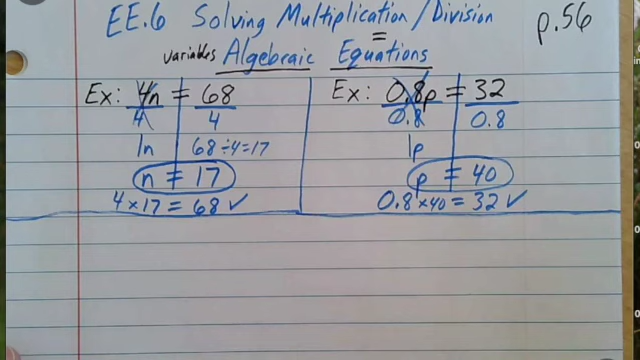 EE.6 Solving Multiplication/Division p.56
=
variables Algebraic Equations
Ex: 4n = 68
4 4
1n 68÷4=17
n = 17
4×17=68 ✓
Ex: 0.8p = 32
0.8 0.8
1p
p = 40
0.8×40=32 ✓